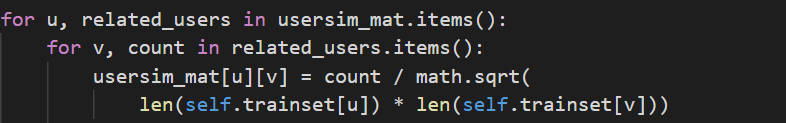 for u, related_users in usersim_mat.items():
    for v, count in related_users.items():
        usersim_mat[u][v] = count / math.sqrt(
            len(self.trainset[u]) * len(self.trainset[v]))